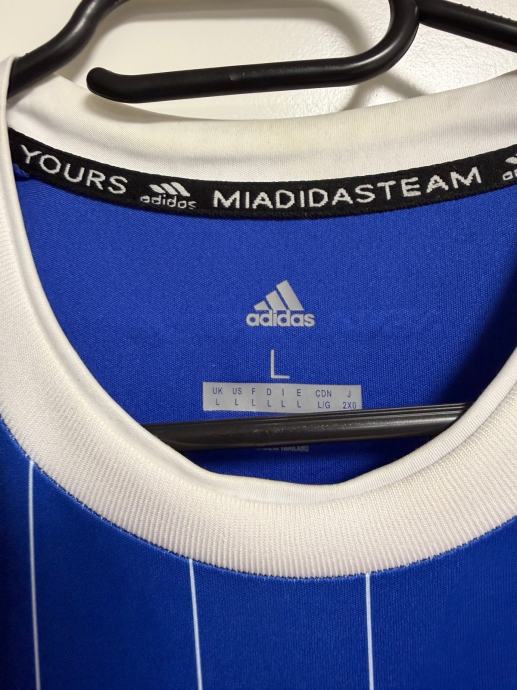 YOURS adidas MIADIDASTEAM
adidas
L
UK US F D I E CDN J
L L L L L L L/G 2XO